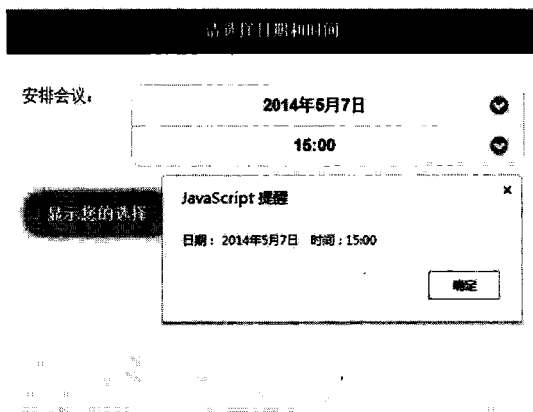 请选择日期和时间
安排会议：
2014年5月7日
15:00
显示您的选择
JavaScript 提醒
×
日期： 2014年5月7日 时间：15:00
确定